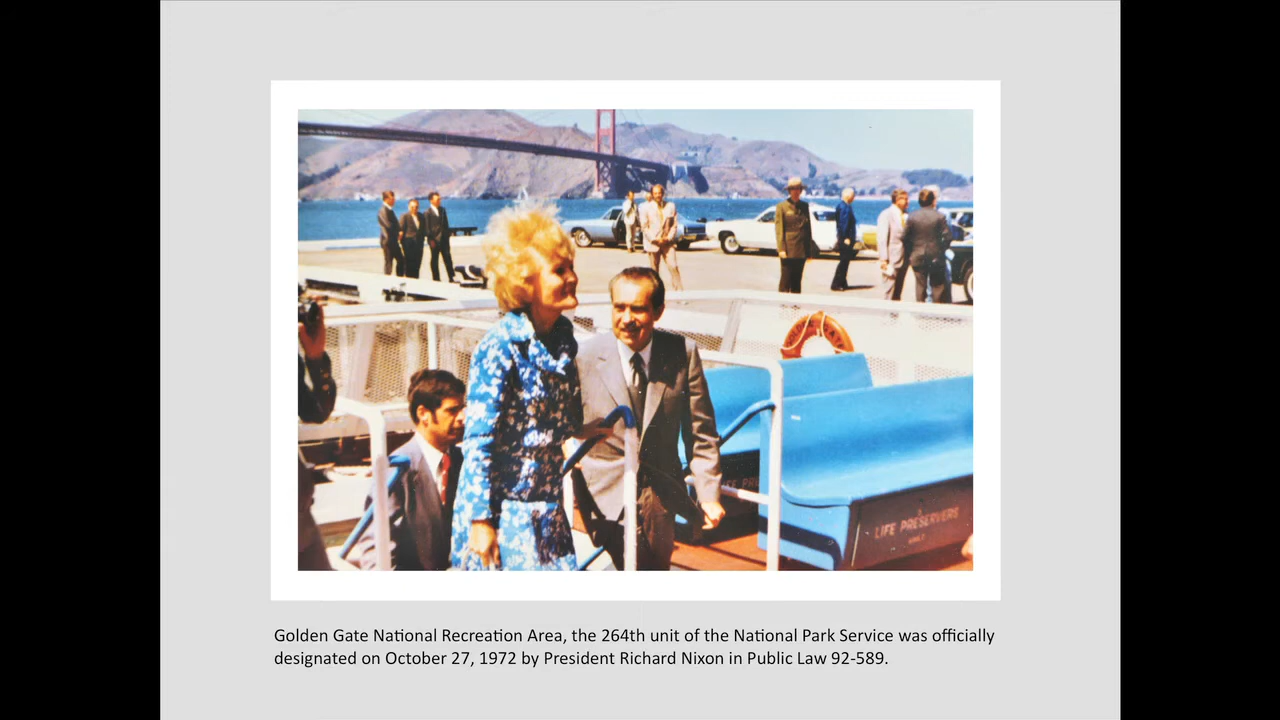 LIFE PRESERVERS
Golden Gate National Recreation Area, the 264th unit of the National Park Service was officially
designated on October 27, 1972 by President Richard Nixon in Public Law 92-589.